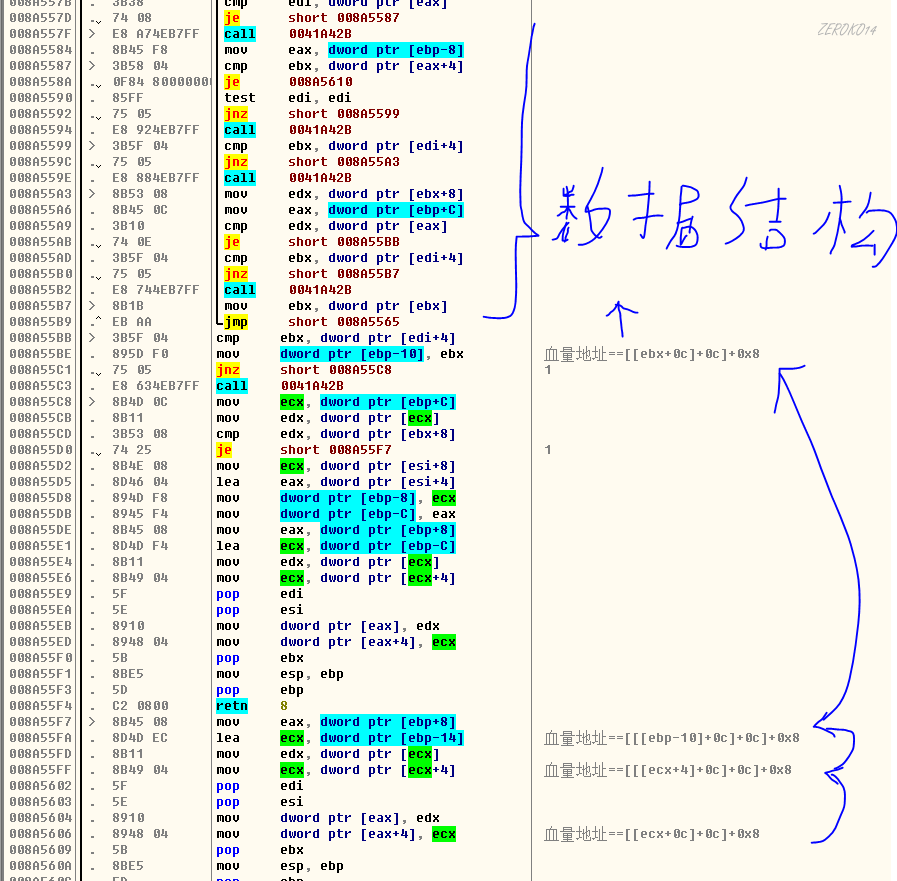 008A557B . 3B38 cmp edi, dword ptr [eax]
ZEROKO14
008A557D .⌄ 74 08 je short 008A5587
008A557F > E8 A74EB7FF call 0041A42B
008A5584 . 8B45 F8 mov eax, dword ptr [ebp-8]
008A5587 > 3B58 04 cmp ebx, dword ptr [eax+4]
008A558A .⌄ 0F84 80000000 je 008A5610
008A5590 . 85FF test edi, edi
008A5592 .⌄ 75 05 jnz short 008A5599
008A5594 . E8 924EB7FF call 0041A42B
008A5599 > 3B5F 04 cmp ebx, dword ptr [edi+4]
008A559C .⌄ 75 05 jnz short 008A55A3
008A559E . E8 884EB7FF call 0041A42B
008A55A3 > 8B53 08 mov edx, dword ptr [ebx+8]
008A55A6 . 8B45 0C mov eax, dword ptr [ebp+C]
数据结构
008A55A9 . 3B10 cmp edx, dword ptr [eax]
008A55AB .⌄ 74 0E je short 008A55BB
008A55AD . 3B5F 04 cmp ebx, dword ptr [edi+4]
008A55B0 .⌄ 75 05 jnz short 008A55B7
008A55B2 . E8 744EB7FF call 0041A42B
008A55B7 > 8B1B mov ebx, dword ptr [ebx]
008A55B9 .^ EB AA jmp short 008A5565
008A55BB > 3B5F 04 cmp ebx, dword ptr [edi+4]
008A55BE . 895D F0 mov dword ptr [ebp-10], ebx 血量地址==[[ebx+0c]+0c]+0x8
008A55C1 .⌄ 75 05 jnz short 008A55C8 1
008A55C3 . E8 634EB7FF call 0041A42B
008A55C8 > 8B4D 0C mov ecx, dword ptr [ebp+C]
008A55CB . 8B11 mov edx, dword ptr [ecx]
008A55CD . 3B53 08 cmp edx, dword ptr [ebx+8]
008A55D0 .⌄ 74 25 je short 008A55F7 1
008A55D2 . 8B4E 08 mov ecx, dword ptr [esi+8]
008A55D5 . 8D46 04 lea eax, dword ptr [esi+4]
008A55D8 . 894D F8 mov dword ptr [ebp-8], ecx
008A55DB . 8945 F4 mov dword ptr [ebp-C], eax
008A55DE . 8B45 08 mov eax, dword ptr [ebp+8]
008A55E1 . 8D4D F4 lea ecx, dword ptr [ebp-C]
008A55E4 . 8B11 mov edx, dword ptr [ecx]
008A55E6 . 8B49 04 mov ecx, dword ptr [ecx+4]
008A55E9 . 5F pop edi
008A55EA . 5E pop esi
008A55EB . 8910 mov dword ptr [eax], edx
008A55ED . 8948 04 mov dword ptr [eax+4], ecx
008A55F0 . 5B pop ebx
008A55F1 . 8BE5 mov esp, ebp
008A55F3 . 5D pop ebp
008A55F4 . C2 0800 retn 8
008A55F7 > 8B45 08 mov eax, dword ptr [ebp+8]
008A55FA . 8D4D EC lea ecx, dword ptr [ebp-14] 血量地址==[[[ebp-10]+0c]+0c]+0x8
008A55FD . 8B11 mov edx, dword ptr [ecx]
008A55FF . 8B49 04 mov ecx, dword ptr [ecx+4] 血量地址==[[[ecx+4]+0c]+0c]+0x8
008A5602 . 5F pop edi
008A5603 . 5E pop esi
008A5604 . 8910 mov dword ptr [eax], edx
008A5606 . 8948 04 mov dword ptr [eax+4], ecx 血量地址==[[ecx+0c]+0c]+0x8
008A5609 . 5B pop ebx
008A560A . 8BE5 mov esp, ebp